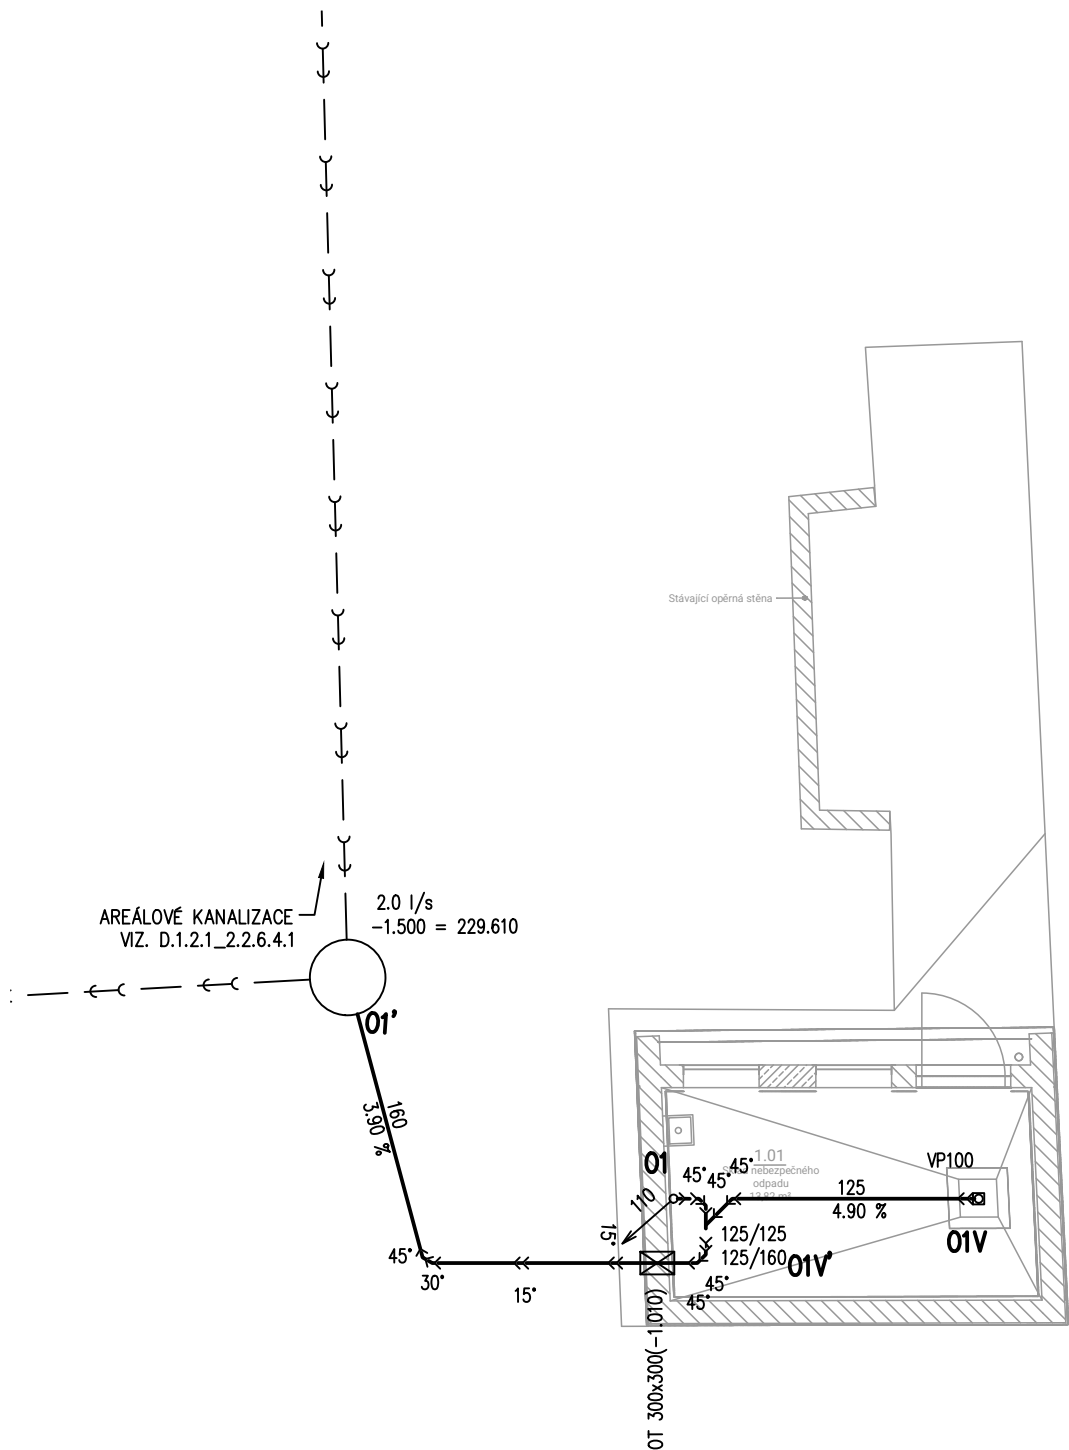 Stávající opěrná stěna
2.0 l/s
-1.500 = 229.610
AREÁLOVÉ KANALIZACE
VIZ. D.1.2.1_2.2.6.4.1
01'
160
3.90 %
01
45°
45°
45°
1.01
nebezpečného
odpadu
VP100
110
125
4.90 %
125/125
125/160
01V'
01V
15°
45°
30°
15°
45°
45°
OT 300x300(-1.010)